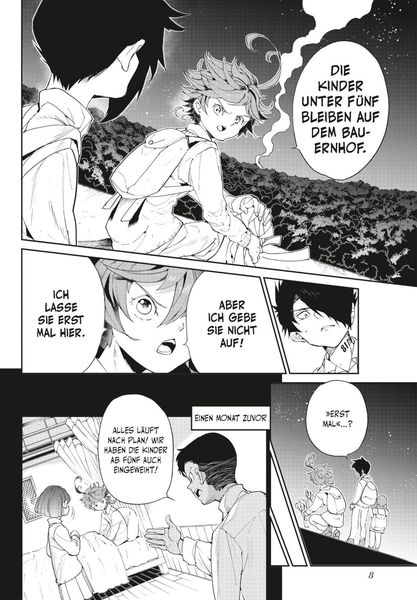 DIE
KINDER
UNTER FÜNF
BLEIBEN AUF
DEM BAU-
ERNHOF.
ICH
LASSE
SIE ERST
MAL HIER.
ABER
ICH GEBE
SIE NICHT
AUF!
»ERST
MAL«...?
EINEN MONAT ZUVOR
ALLES LÄUFT
NACH PLAN! WIR
HABEN DIE KINDER
AB FÜNF AUCH
EINGEWEIHT!
8